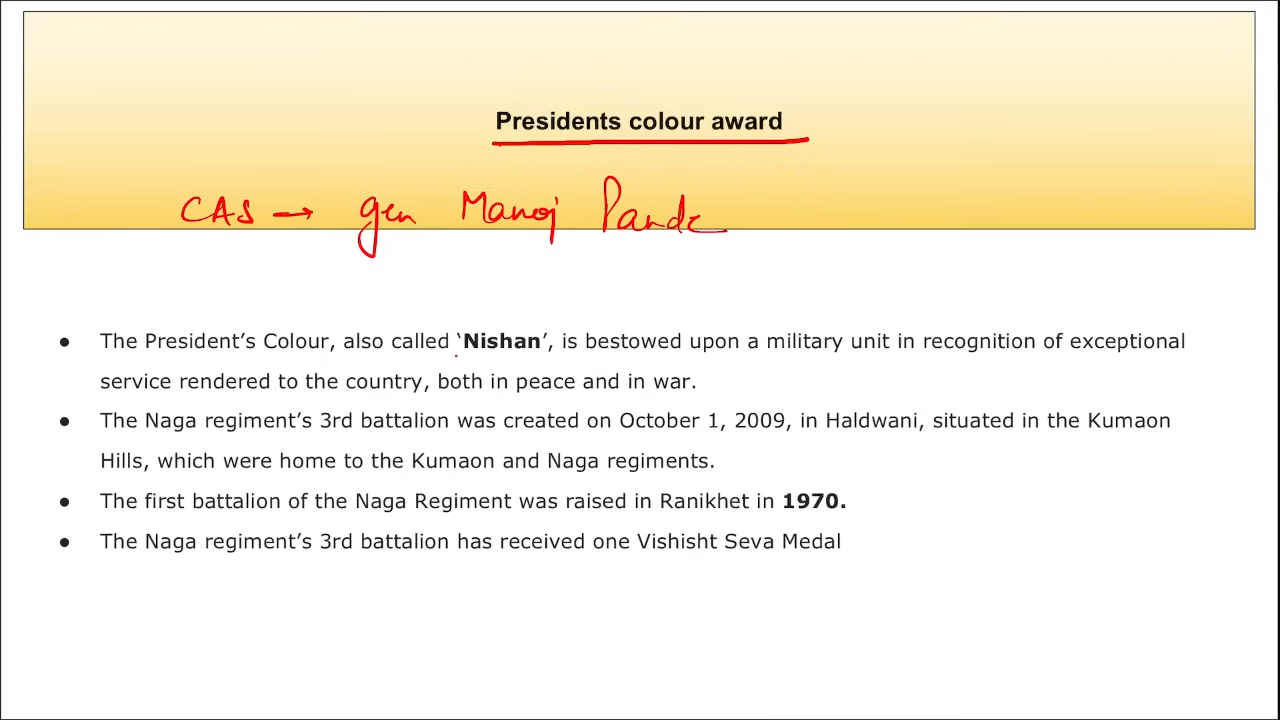 Presidents colour award
CAS → gen Manoj Pande
● The President’s Colour, also called ‘Nishan’, is bestowed upon a military unit in recognition of exceptional
service rendered to the country, both in peace and in war.
● The Naga regiment’s 3rd battalion was created on October 1, 2009, in Haldwani, situated in the Kumaon
Hills, which were home to the Kumaon and Naga regiments.
● The first battalion of the Naga Regiment was raised in Ranikhet in 1970.
● The Naga regiment’s 3rd battalion has received one Vishisht Seva Medal